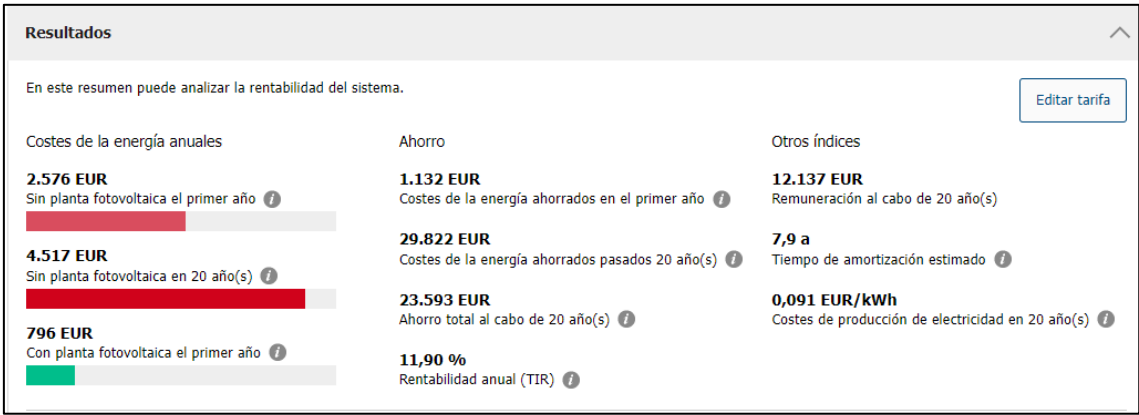 Resultados
En este resumen puede analizar la rentabilidad del sistema.
Editar tarifa
Costes de la energía anuales
2.576 EUR
Sin planta fotovoltaica el primer año
4.517 EUR
Sin planta fotovoltaica en 20 año(s)
796 EUR
Con planta fotovoltaica el primer año
Ahorro
1.132 EUR
Costes de la energía ahorrados en el primer año
29.822 EUR
Costes de la energía ahorrados pasados 20 año(s)
23.593 EUR
Ahorro total al cabo de 20 año(s)
11,90 %
Rentabilidad anual (TIR)
Otros índices
12.137 EUR
Remuneración al cabo de 20 año(s)
7,9 a
Tiempo de amortización estimado
0,091 EUR/kWh
Costes de producción de electricidad en 20 año(s)